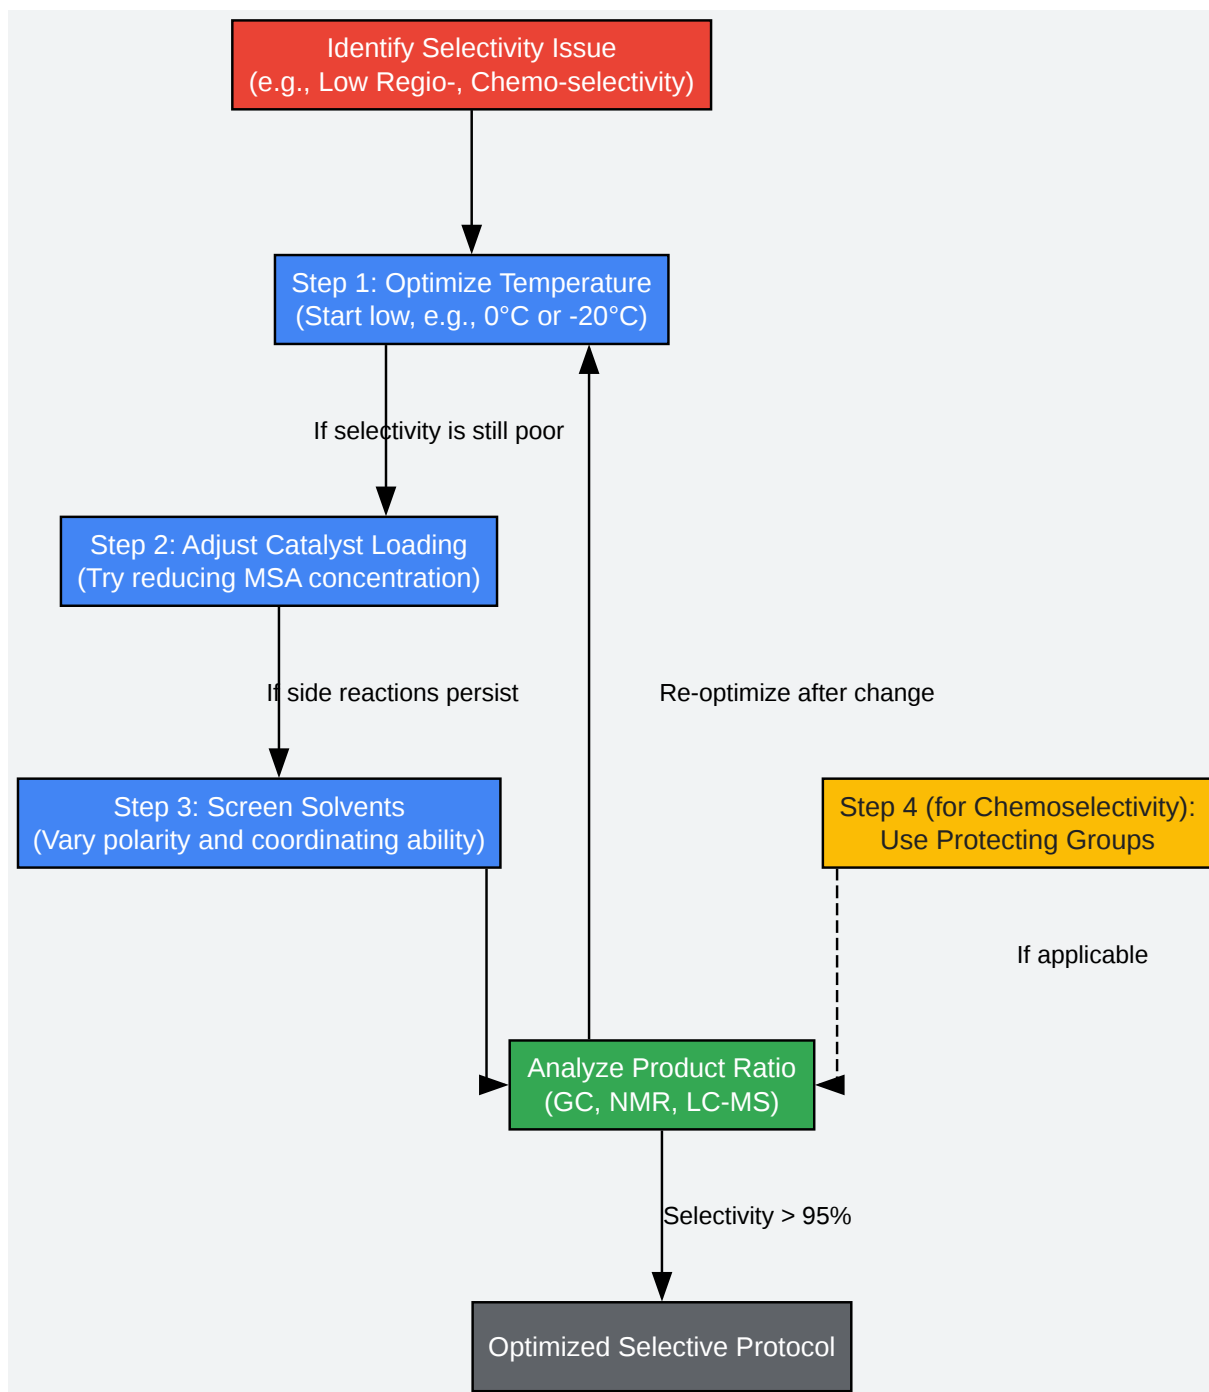 Identify Selectivity Issue
(e.g., Low Regio-, Chemo-selectivity)
Step 1: Optimize Temperature
(Start low, e.g., 0°C or -20°C)
If selectivity is still poor
Step 2: Adjust Catalyst Loading
(Try reducing MSA concentration)
If side reactions persist
Re-optimize after change
Step 3: Screen Solvents
(Vary polarity and coordinating ability)
Step 4 (for Chemoselectivity):
Use Protecting Groups
If applicable
Analyze Product Ratio
(GC, NMR, LC-MS)
Selectivity > 95%
Optimized Selective Protocol